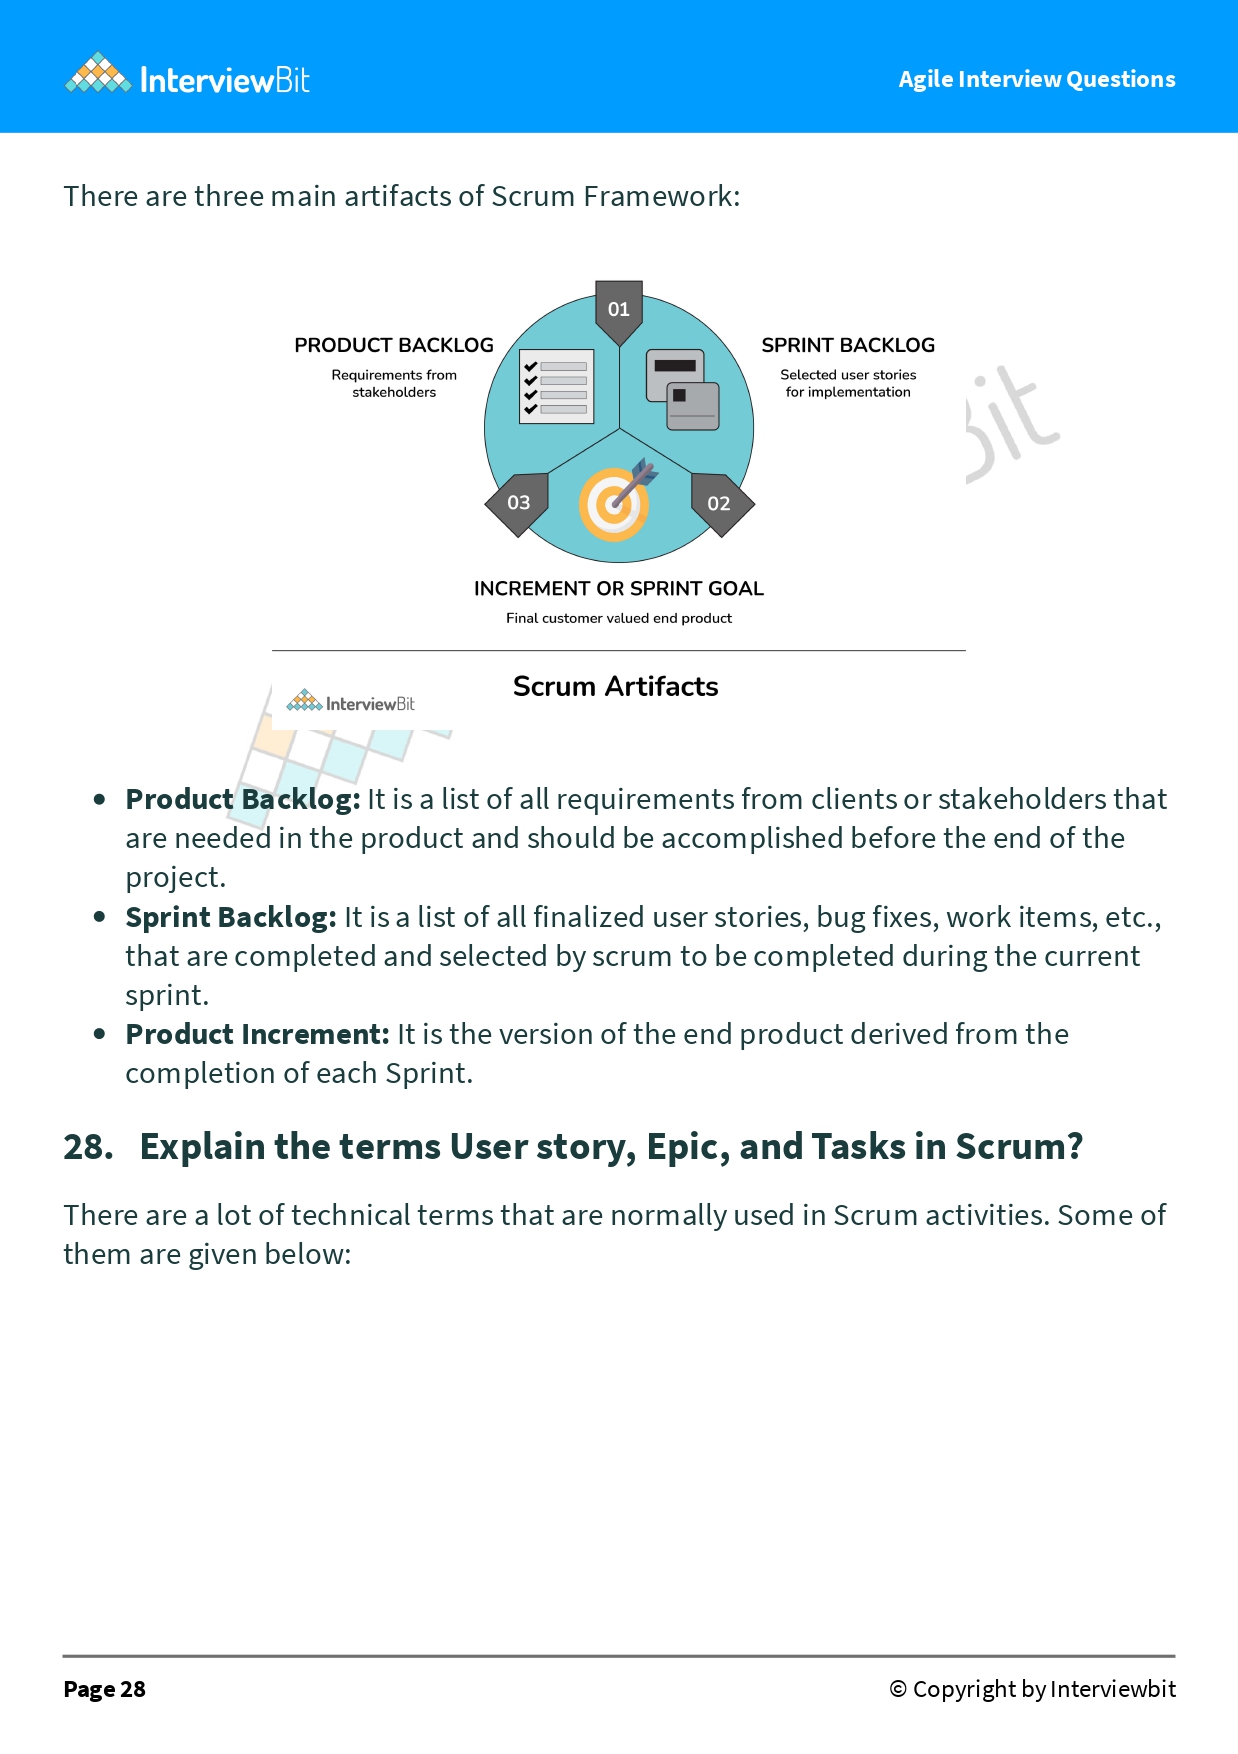 InterviewBit
Agile Interview Questions
There are three main artifacts of Scrum Framework:
01
PRODUCT BACKLOG
Requirements from
stakeholders
SPRINT BACKLOG
Selected user stories
for implementation
03
02
INCREMENT OR SPRINT GOAL
Final customer valued end product
Scrum Artifacts
InterviewBit
Bit
• Product Backlog: It is a list of all requirements from clients or stakeholders that
are needed in the product and should be accomplished before the end of the
project.
• Sprint Backlog: It is a list of all finalized user stories, bug fixes, work items, etc.,
that are completed and selected by scrum to be completed during the current
sprint.
• Product Increment: It is the version of the end product derived from the
completion of each Sprint.
28. Explain the terms User story, Epic, and Tasks in Scrum?
There are a lot of technical terms that are normally used in Scrum activities. Some of
them are given below:
Page 28
© Copyright by Interviewbit